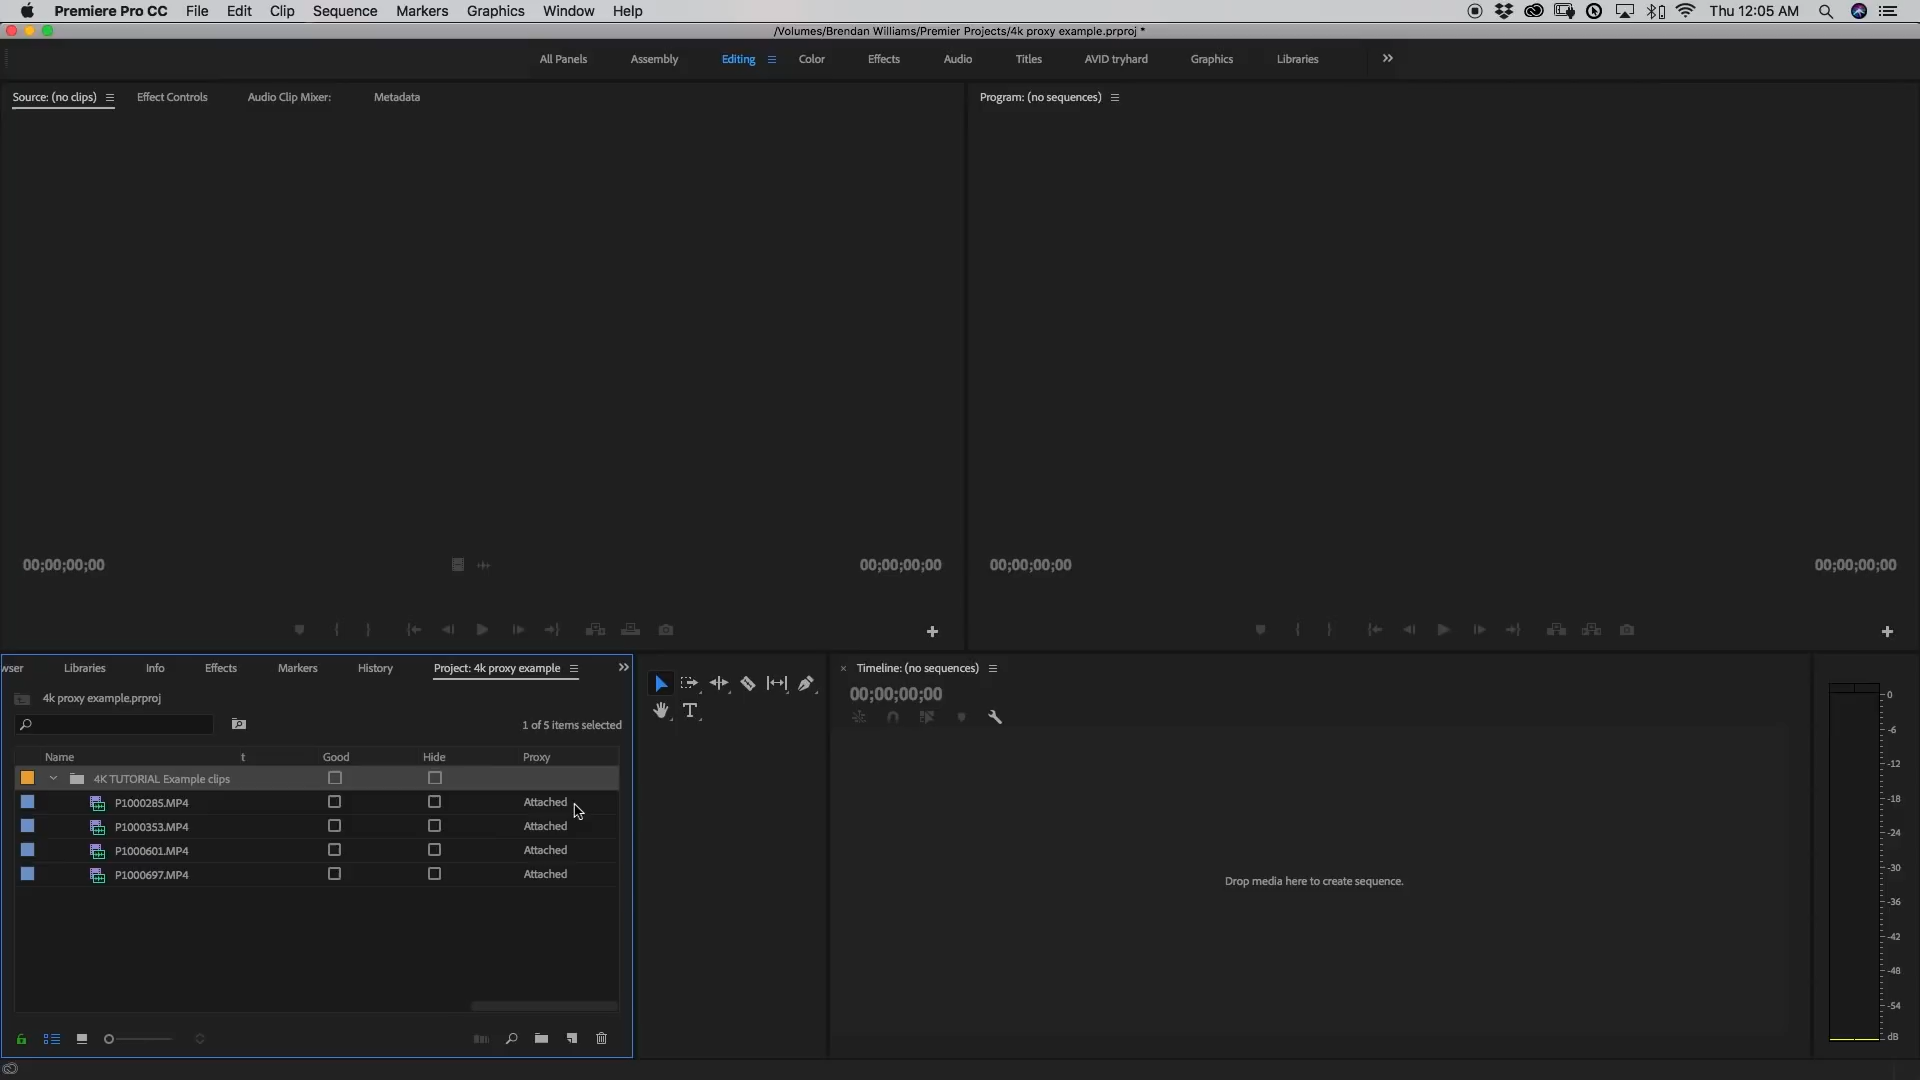 Premiere Pro CC File Edit Clip Sequence Markers Graphics Window Help Thu 12:05 AM
/Volumes/Brendan Williams/Premier Projects/4k proxy example.prproj *
All Panels Assembly Editing Color Effects Audio Titles AVID tryhard Graphics Libraries
Source: (no clips) Effect Controls Audio Clip Mixer: Metadata
Program: (no sequences)
00;00;00;00 00;00;00;00
00;00;00;00 00;00;00;00
wser Libraries Info Effects Markers History Project: 4k proxy example
4k proxy example.prproj
1 of 5 items selected
Name t Good Hide Proxy
4K TUTORIAL Example clips
P1000285.MP4 Attached
P1000353.MP4 Attached
P1000601.MP4 Attached
P1000697.MP4 Attached
Timeline: (no sequences)
00;00;00;00
Drop media here to create sequence.
0
-6
-12
-18
-24
-30
-36
-42
-48
-54
dB